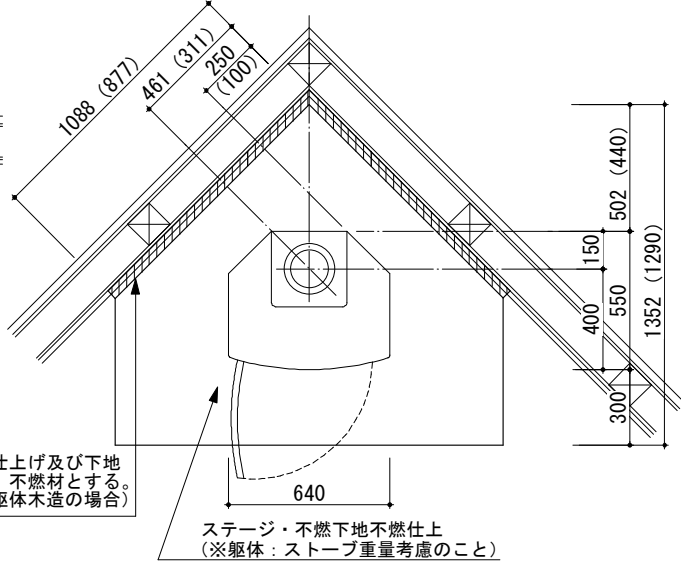 1088 (877)
461 (311)
250
(100)
502 (440)
150
550
400
1352 (1290)
300
640
仕上げ及び下地
不燃材とする。
躯体木造の場合)
ステージ・不燃下地不燃仕上
(※躯体:ストーブ重量考慮のこと)